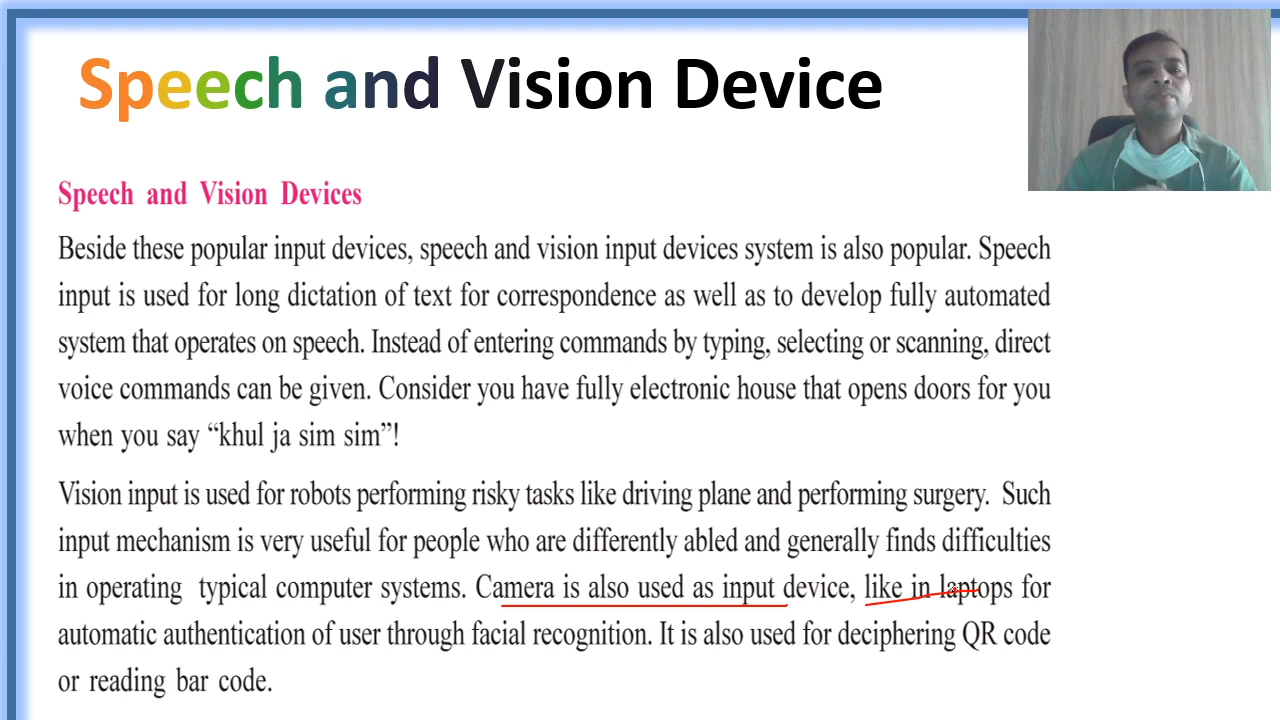 Speech and Vision Device
Speech and Vision Devices
Beside these popular input devices, speech and vision input devices system is also popular. Speech
input is used for long dictation of text for correspondence as well as to develop fully automated
system that operates on speech. Instead of entering commands by typing, selecting or scanning, direct
voice commands can be given. Consider you have fully electronic house that opens doors for you
when you say “khul ja sim sim”!
Vision input is used for robots performing risky tasks like driving plane and performing surgery. Such
input mechanism is very useful for people who are differently abled and generally finds difficulties
in operating typical computer systems. Camera is also used as input device, like in laptops for
automatic authentication of user through facial recognition. It is also used for deciphering QR code
or reading bar code.